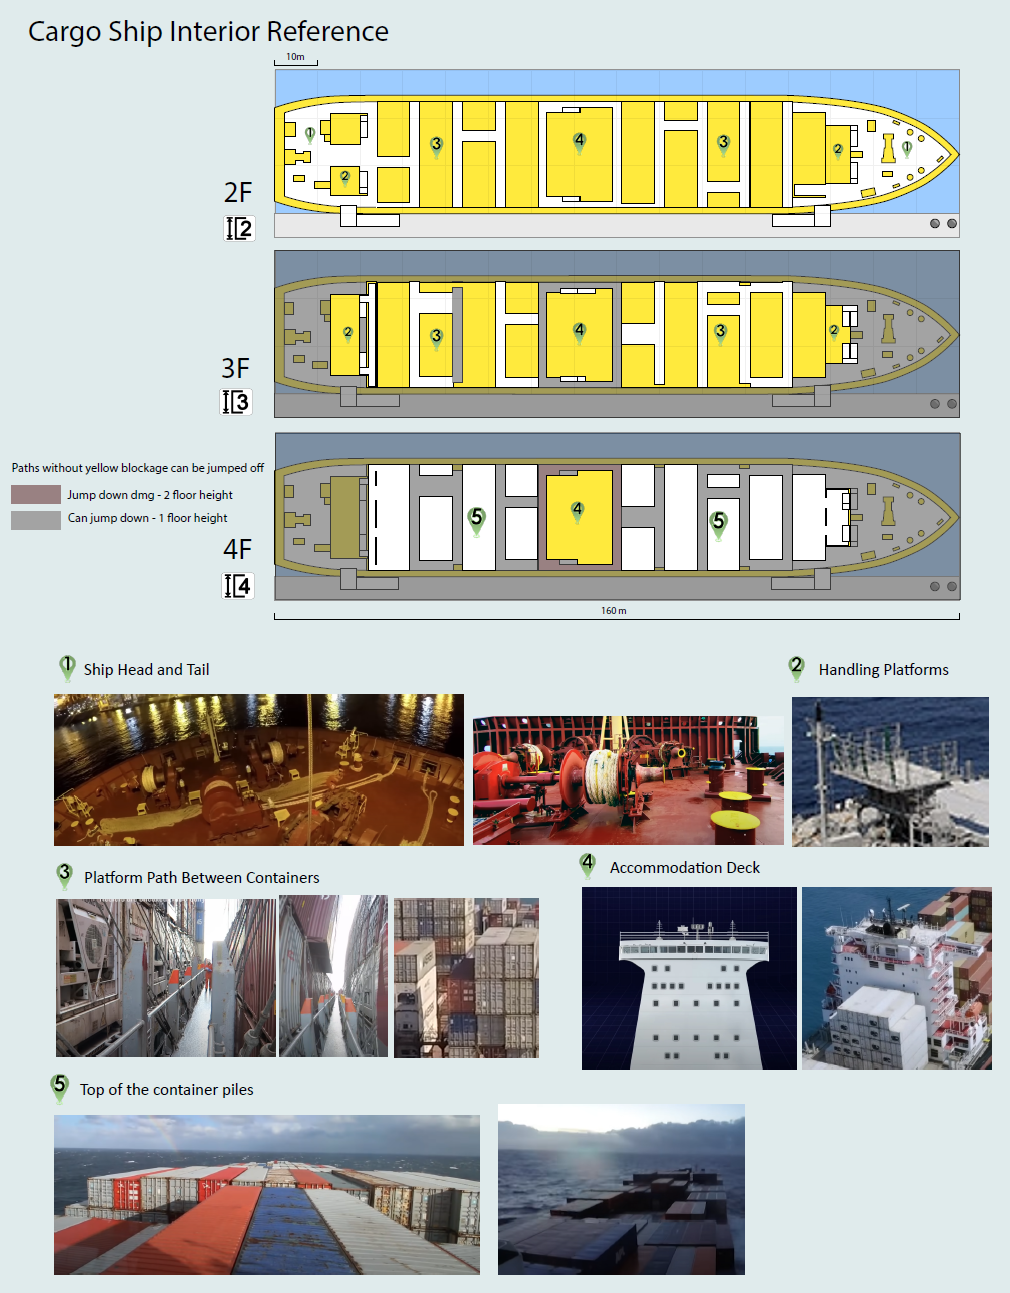 Cargo Ship Interior Reference
10m
1
2
3
4
3
2
1
2F
2
2
3
4
3
2
3F
3
Paths without yellow blockage can be jumped off
Jump down dmg - 2 floor height
Can jump down - 1 floor height
5
4
5
4F
4
160 m
1 Ship Head and Tail
2 Handling Platforms
3 Platform Path Between Containers
4 Accommodation Deck
5 Top of the container piles